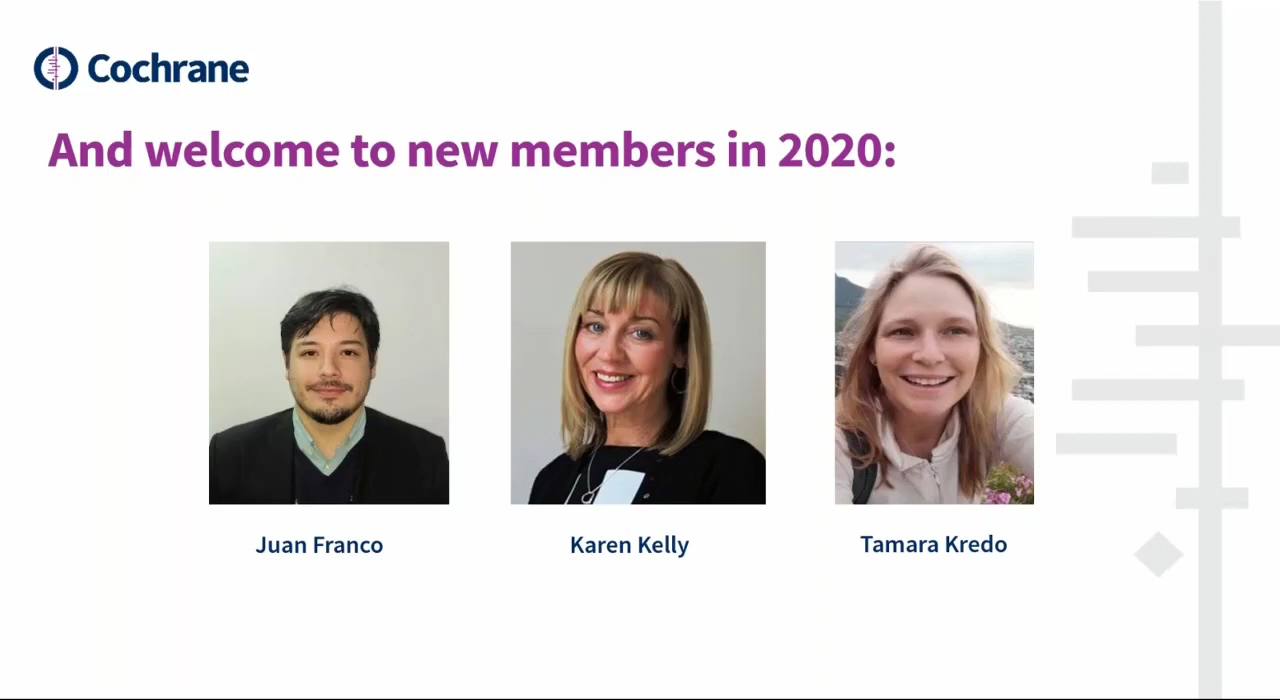 Cochrane
And welcome to new members in 2020:
Juan Franco
Karen Kelly
Tamara Kredo